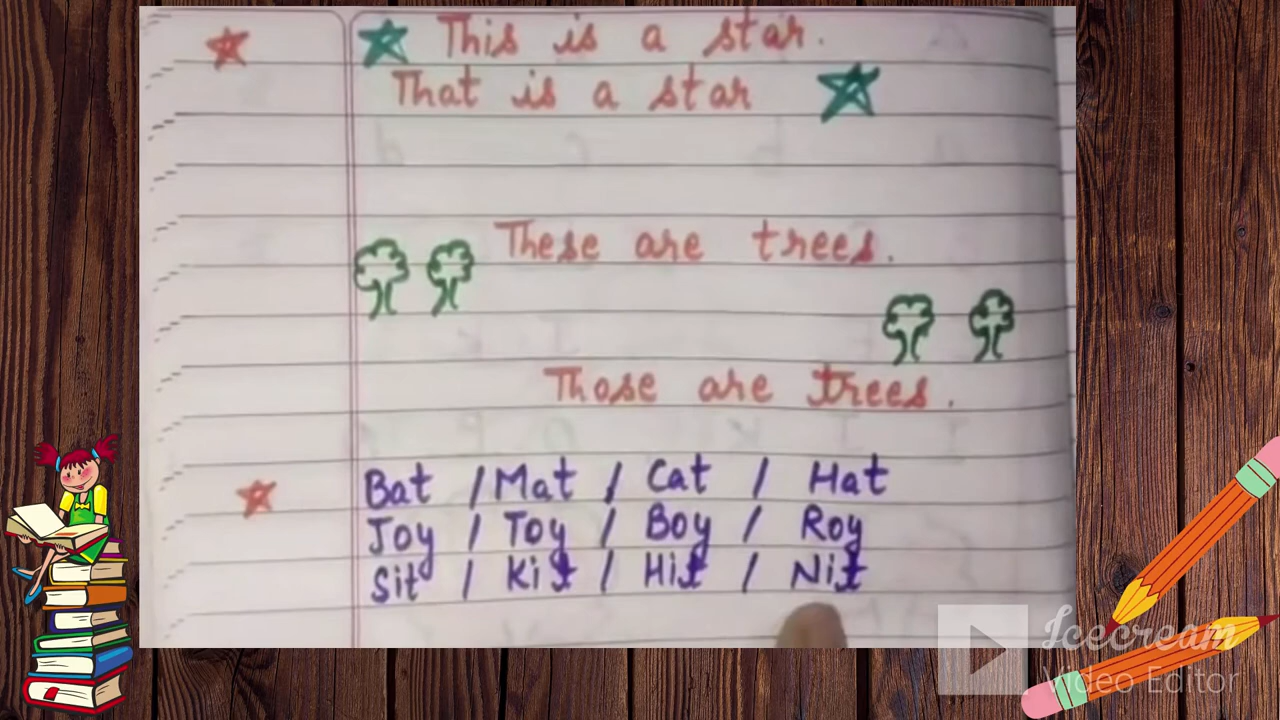 This is a star.
That is a star
These are trees.
Those are trees.
Bat / Mat / Cat / Hat
Joy / Toy / Boy / Roy
Sit / Kit / Hit / Nit
Icecream
Video Editor